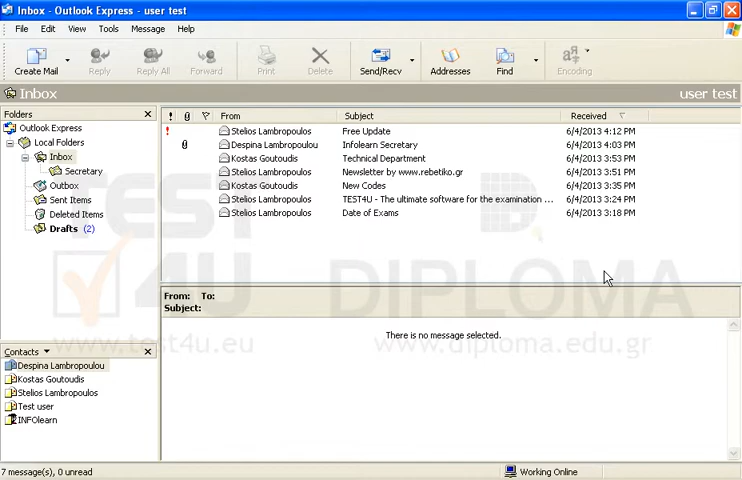 Inbox - Outlook Express - user test
File Edit View Tools Message Help
Create Mail Reply Reply All Forward Print Delete Send/Recv Addresses Find Encoding
Inbox user test
Folders
Outlook Express
Local Folders
Inbox
Secretary
Outbox
Sent Items
Deleted Items
Drafts (2)
! From Subject Received
! Stelios Lambropoulos Free Update 6/4/2013 4:12 PM
Despina Lambropoulou Infolearn Secretary 6/4/2013 4:03 PM
Kostas Goutoudis Technical Department 6/4/2013 3:53 PM
Stelios Lambropoulos Newsletter by www.rebetiko.gr 6/4/2013 3:51 PM
Kostas Goutoudis New Codes 6/4/2013 3:35 PM
Stelios Lambropoulos TEST4U - The ultimate software for the examination ... 6/4/2013 3:24 PM
Stelios Lambropoulos Date of Exams 6/4/2013 3:18 PM
From: To:
Subject:
There is no message selected.
Contacts
Despina Lambropoulou
Kostas Goutoudis
Stelios Lambropoulos
Test user
INFOlearn
7 message(s), 0 unread Working Online
TEST
4U
www.test4u.eu
D.
DIPLOMA
www.diploma.edu.gr